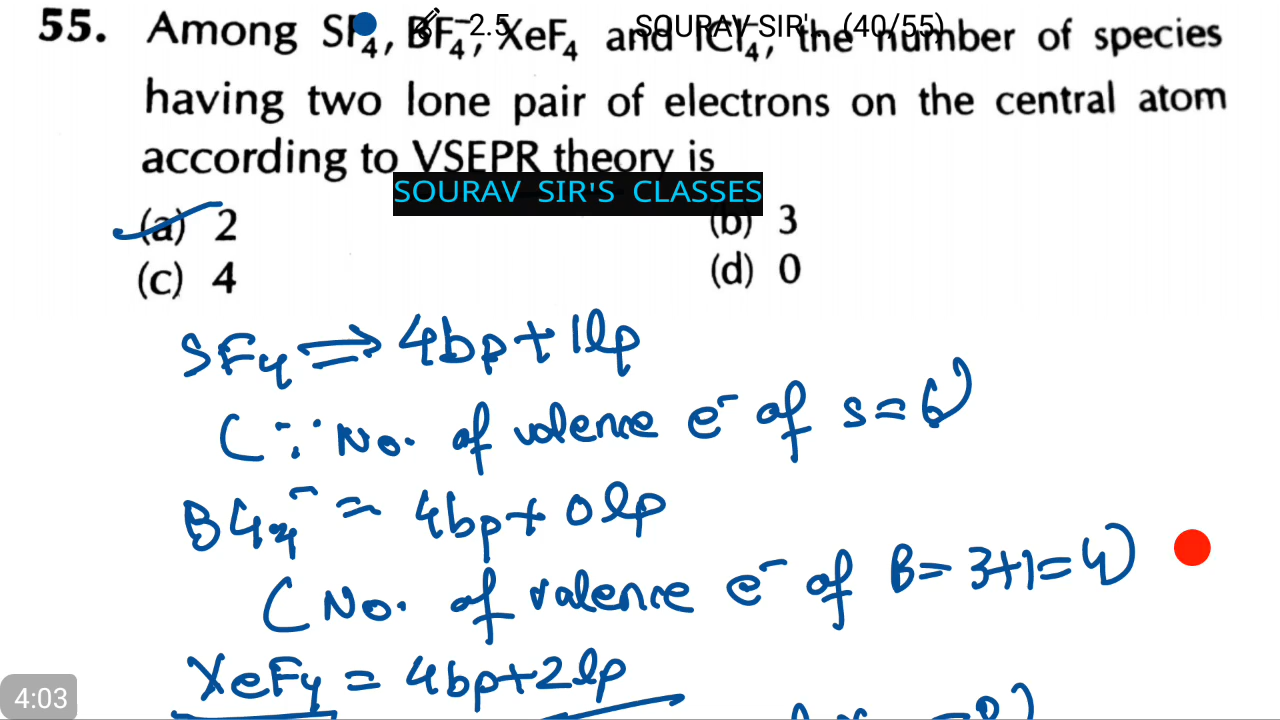 55. Among SF4, BF4⁻, XeF4 and ICl4⁻, the number of species
2.5 SOURAV SIR'. (40/55)
having two lone pair of electrons on the central atom
according to VSEPR theory is
SOURAV SIR'S CLASSES
(a) 2 (b) 3
(c) 4 (d) 0
SF4 ⇒ 4bp+1lp
(∵ No. of valence e⁻ of s=6)
B44⁻ = 4bp+0lp
(No. of valence e⁻ of B=3+1=4)
XeF4 = 4bp+2lp
4:03